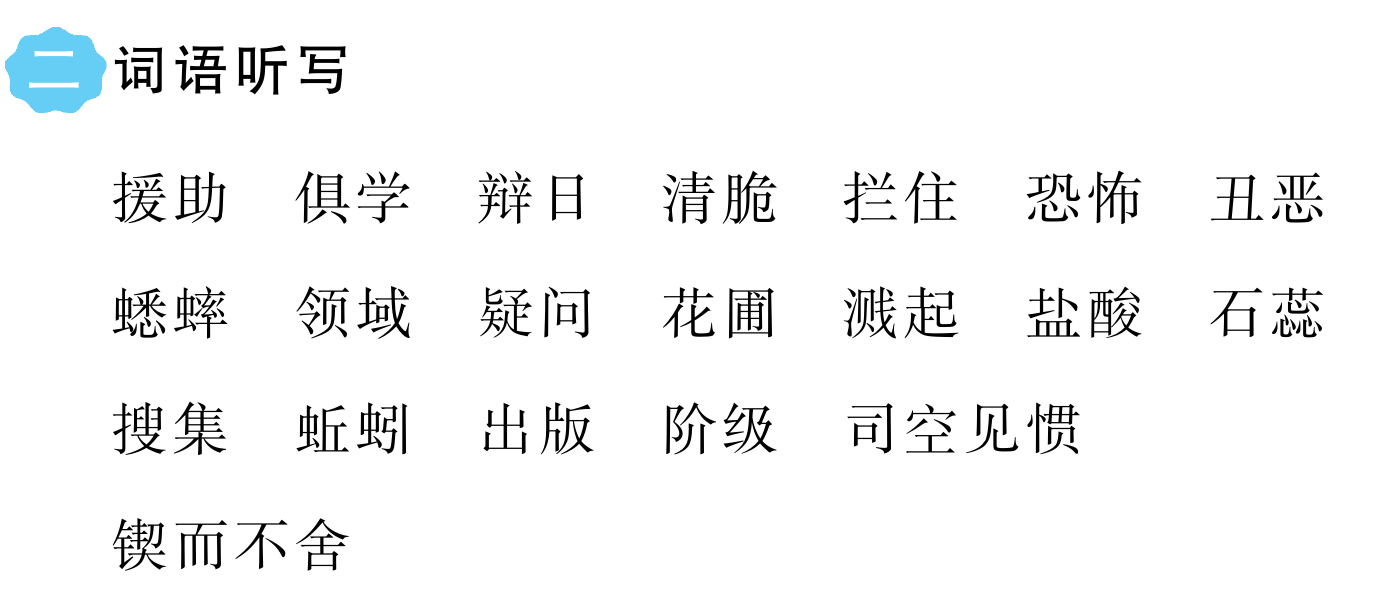 二 词语听写
援助 俱学 辩日 清脆 拦住 恐怖 丑恶
蟋蟀 领域 疑问 花圃 溅起 盐酸 石蕊
搜集 蚯蚓 出版 阶级 司空见惯
锲而不舍